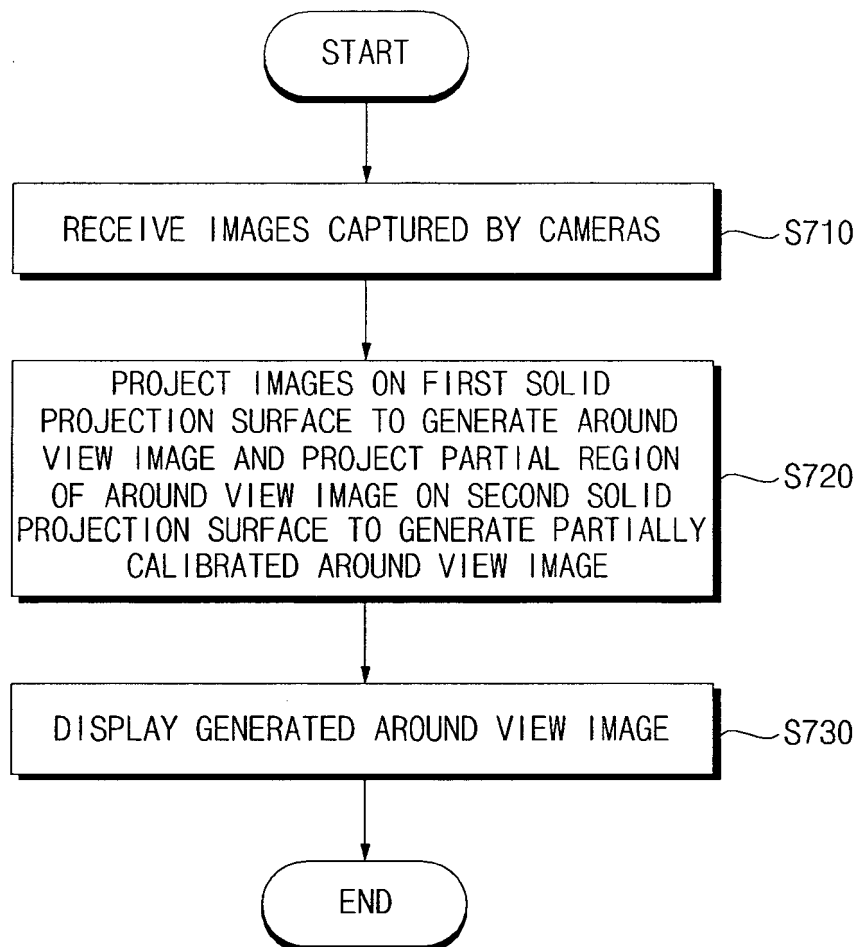 START
RECEIVE IMAGES CAPTURED BY CAMERAS
S710
PROJECT IMAGES ON FIRST SOLID
PROJECTION SURFACE TO GENERATE AROUND
VIEW IMAGE AND PROJECT PARTIAL REGION
OF AROUND VIEW IMAGE ON SECOND SOLID
PROJECTION SURFACE TO GENERATE PARTIALLY
CALIBRATED AROUND VIEW IMAGE
S720
DISPLAY GENERATED AROUND VIEW IMAGE
S730
END